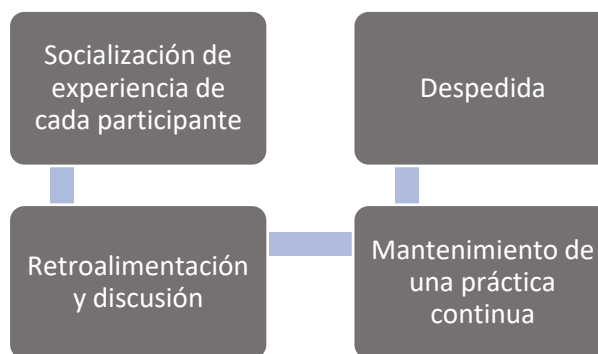 Socialización de
experiencia de
cada participante
Retroalimentación
y discusión
Mantenimiento de
una práctica
continua
Despedida